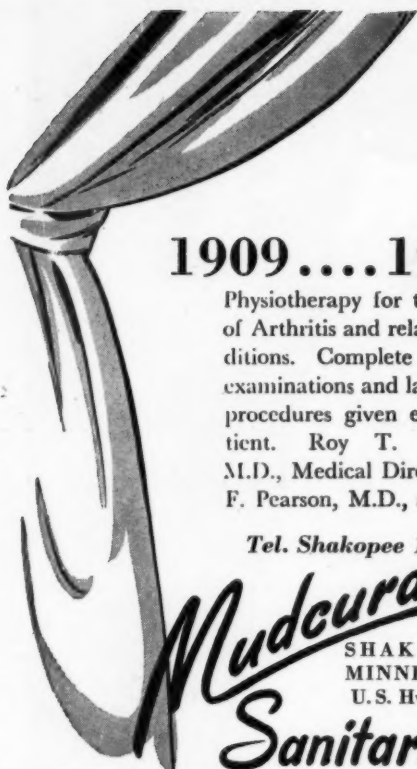 1909....1
Physiotherapy for t
of Arthritis and rela
ditions. Complete
examinations and la
procedures given e
tient. Roy T.
M.D., Medical Dir
F. Pearson, M.D.,
Tel. Shakopee
Mudcura
SHAK
MINNE
U.S. H
Sanitar